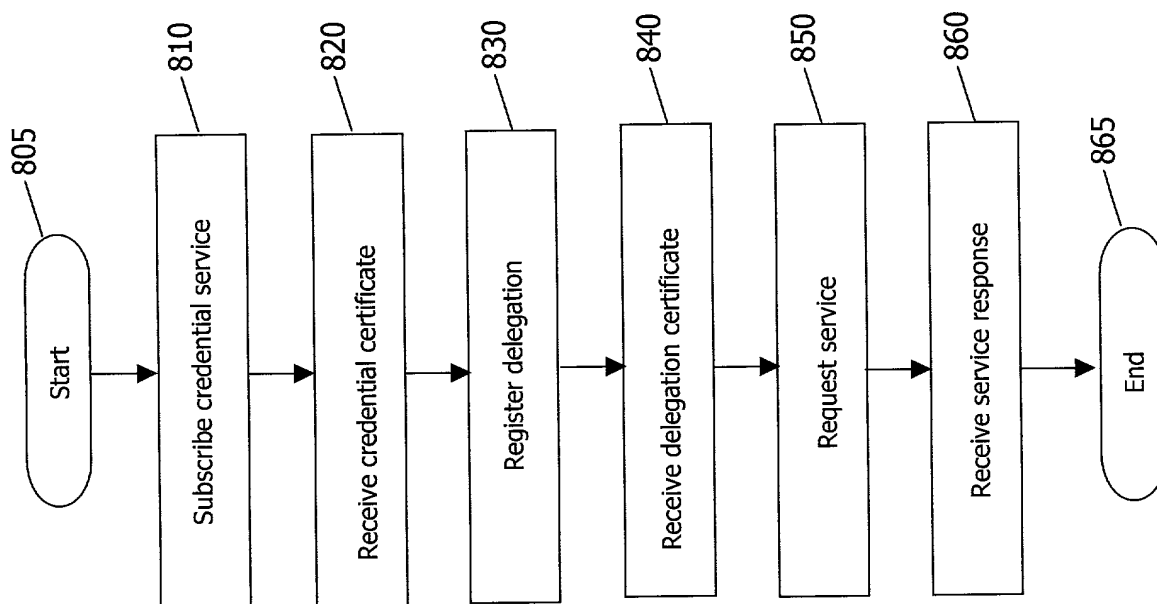 Start
805
Subscribe credential service
810
Receive credential certificate
820
Register delegation
830
Receive delegation certificate
840
Request service
850
Receive service response
860
End
865